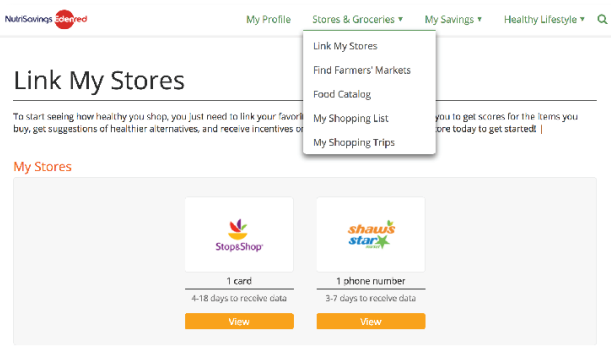 NutriSavings Edenred
My Profile Stores & Groceries ▼ My Savings ▼ Healthy Lifestyle ▼
Link My Stores
Find Farmers' Markets
Food Catalog
My Shopping List
My Shopping Trips
Link My Stores
To start seeing how healthy you shop, you just need to link your you to get scores for the items you
buy, get suggestions of healthier alternatives, and receive incentives tore today to get started! |
My Stores
Stop&Shop
shaw's
star
1 card
1 phone number
4-18 days to receive data
3-7 days to receive data
View
View